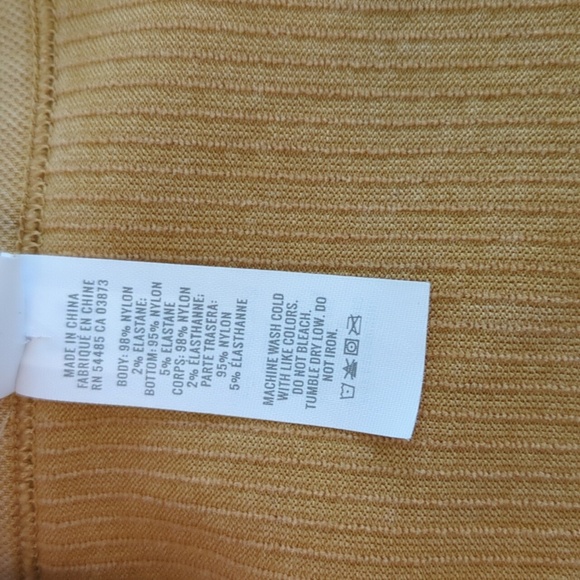 MADE IN CHINA
FABRIQUÉ EN CHINE
RN 54485 CA 03873
BODY: 98% NYLON
2% ELASTANE:
BOTTOM: 95% NYLON
5% ELASTANE
CORPS: 98% NYLON
2% ÉLASTHANNE:
PARTE TRASERA:
95% NYLON
5% ÉLASTHANNE
MACHINE WASH COLD
WITH LIKE COLORS.
DO NOT BLEACH.
TUMBLE DRY LOW. DO
NOT IRON.